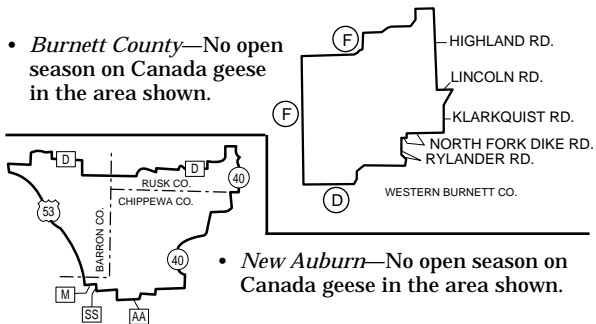 • Burnett County—No open
season on Canada geese
in the area shown.
F
F
D
HIGHLAND RD.
LINCOLN RD.
KLARKQUIST RD.
NORTH FORK DIKE RD.
RYLANDER RD.
WESTERN BURNETT CO.
D
D
RUSK CO.
40
CHIPPEWA CO.
53
BARRON CO.
40
M
SS
AA
• New Auburn—No open season on
Canada geese in the area shown.